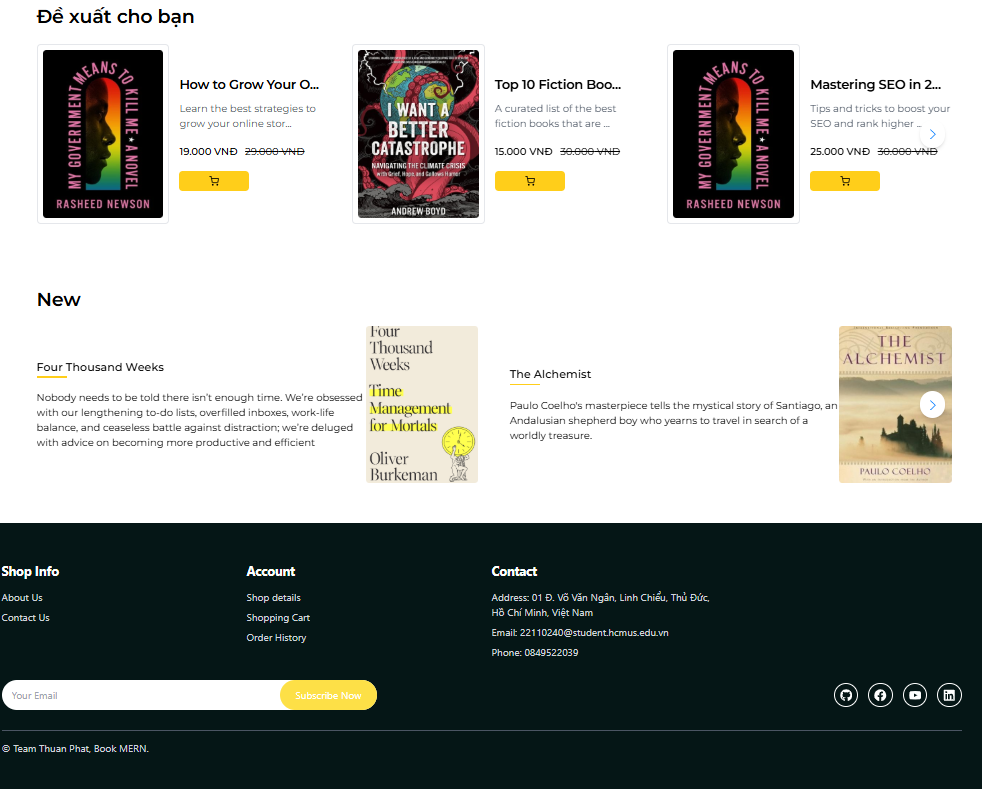 Đề xuất cho bạn
MEANS TO
MY GOVERNMENT
KILL ME ★ A NOVEL
RASHEED NEWSON
How to Grow Your O...
Learn the best strategies to
grow your online stor...
19.000 VNĐ 29.000 VNĐ
I WANT A
BETTER
CATASTROPHE
NAVIGATING THE CLIMATE CRISIS
with Grief, Hope, and Gallows Humor
ANDREW BOYD
Top 10 Fiction Boo...
A curated list of the best
fiction books that are ...
15.000 VNĐ 30.000 VNĐ
MEANS TO
MY GOVERNMENT
KILL ME ★ A NOVEL
RASHEED NEWSON
Mastering SEO in 2...
Tips and tricks to boost your
SEO and rank higher ...
25.000 VNĐ 30.000 VNĐ
New
Four Thousand Weeks
Nobody needs to be told there isn’t enough time. We’re obsessed
with our lengthening to-do lists, overfilled inboxes, work-life
balance, and ceaseless battle against distraction; we’re deluged
with advice on becoming more productive and efficient
Four
Thousand
Weeks
Time
Management
for Mortals
Oliver
Burkeman
The Alchemist
Paulo Coelho's masterpiece tells the mystical story of Santiago, an
Andalusian shepherd boy who yearns to travel in search of a
worldly treasure.
THE
ALCHEMIST
PAULO COELHO
Shop Info
About Us
Contact Us
Account
Shop details
Shopping Cart
Order History
Contact
Address: 01 Đ. Võ Văn Ngân, Linh Chiểu, Thủ Đức,
Hồ Chí Minh, Việt Nam
Email: 22110240@student.hcmus.edu.vn
Phone: 0849522039
Your Email
Subscribe Now
© Team Thuan Phat, Book MERN.